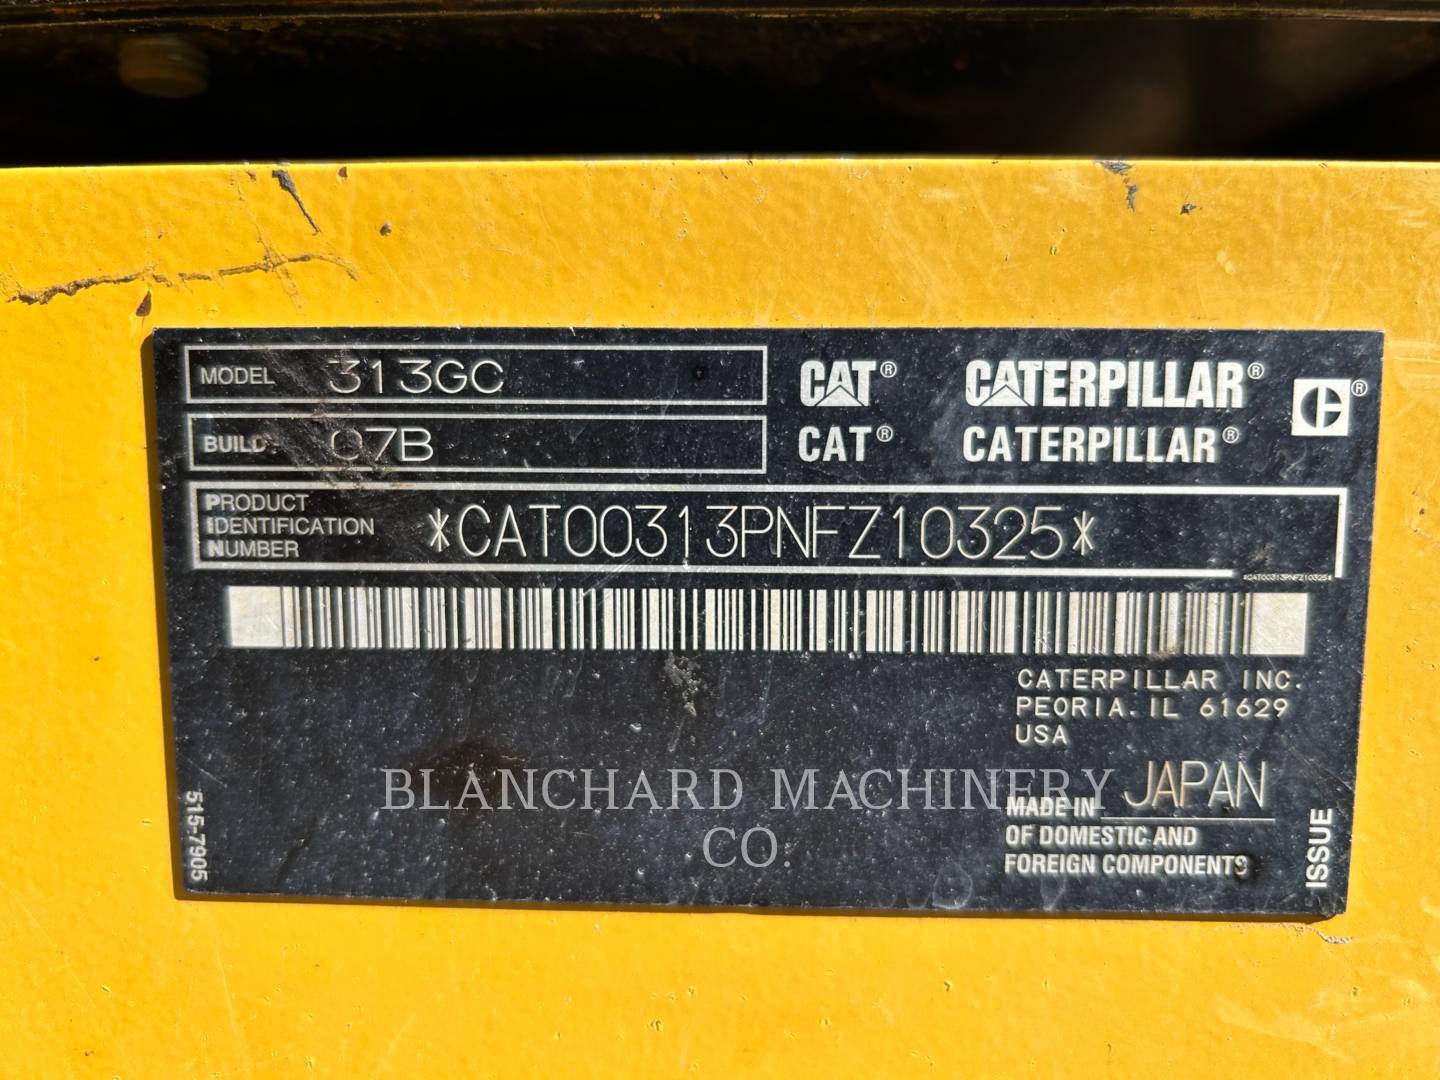 MODEL 313GC
BUILD: 07B
CAT® CATERPILLAR® C®
CAT® CATERPILLAR®
PRODUCT
IDENTIFICATION
NUMBER
*CAT00313PNFZ10325*
*CAT00313PNFZ10325*
CATERPILLAR INC.
PEORIA. IL 61629
USA
MADE IN JAPAN
OF DOMESTIC AND
FOREIGN COMPONENTS
515-7905
ISSUE
BLANCHARD MACHINERY
CO.